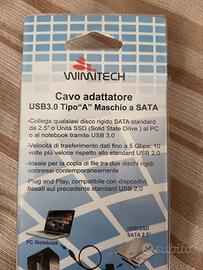 WIMITECH
Cavo adattatore
USB3.0 Tipo"A" Maschio a SATA
-Collega qualsiasi disco rigido SATA standard
da 2.5" o Unità SSD (Solid State Drive ) al PC
o al notebook tramite USB 3.0
-Velocità di trasferimento dati fino a 5 Gbps: 10
volte più veloce rispetto allo standard USB 2.0
-Ideale per la copia di file tra due dischi rigidi
connessi contemporaneamente
-Plug and Play, compatibile con dispositivi
basati sul precedente standard USB 2.0
HDD/SSD
SATA 2.5"
PC /Notebook
subito